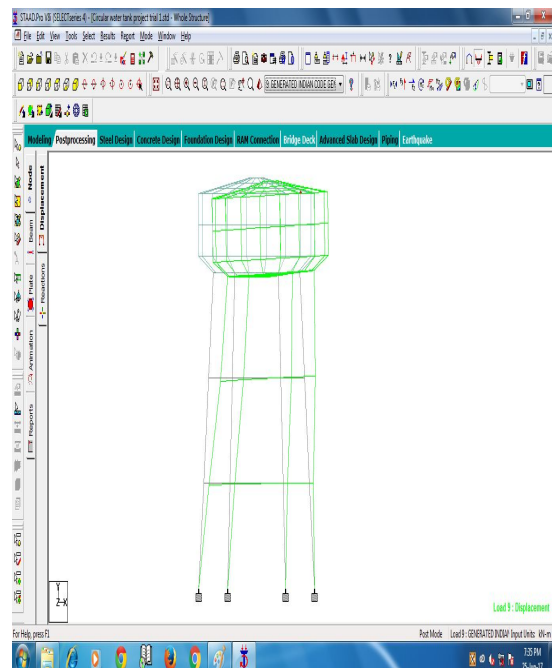 STAAD.Pro V8i (SELECTseries 4) - [Circular water tank project trial 1.std - Whole Structure]
File Edit View Tools Select Results Report Mode Window Help
9: GENERATED INDIAN CODE GEN
Modeling Postprocessing Steel Design Concrete Design Foundation Design RAM Connection Bridge Deck Advanced Slab Design Piping Earthquake
Node
Beam
Plate
Animation
Reports
Displacement
Reactions
Y
Z X
Load 9 : Displacement
For Help, press F1
Post Mode Load 9 : GENERATED INDIAN Input Units: kN-m
7:35 PM